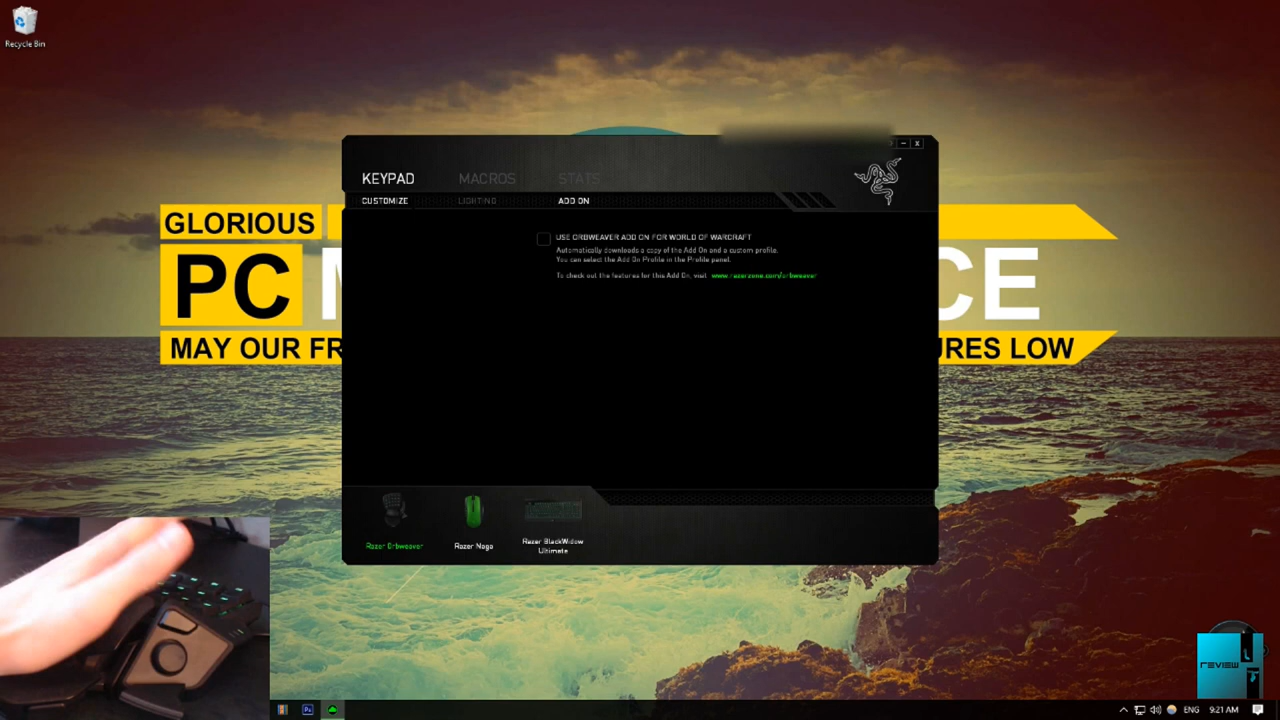 Recycle Bin
GLORIOUS
PC M CE
MAY OUR FR URES LOW
KEYPAD MACROS STATS
CUSTOMIZE LIGHTING ADD ON
USE ORBWEAVER ADD ON FOR WORLD OF WARCRAFT
Automatically downloads a copy of the Add On and a custom profile.
You can select the Add On Profile in the Profile panel.
To check out the features for this Add On, visit www.razerzone.com/orbweaver
Razer Orbweaver
Razer Naga
Razer BlackWidow
Ultimate
REVIEW
Ps
ENG 9:21 AM